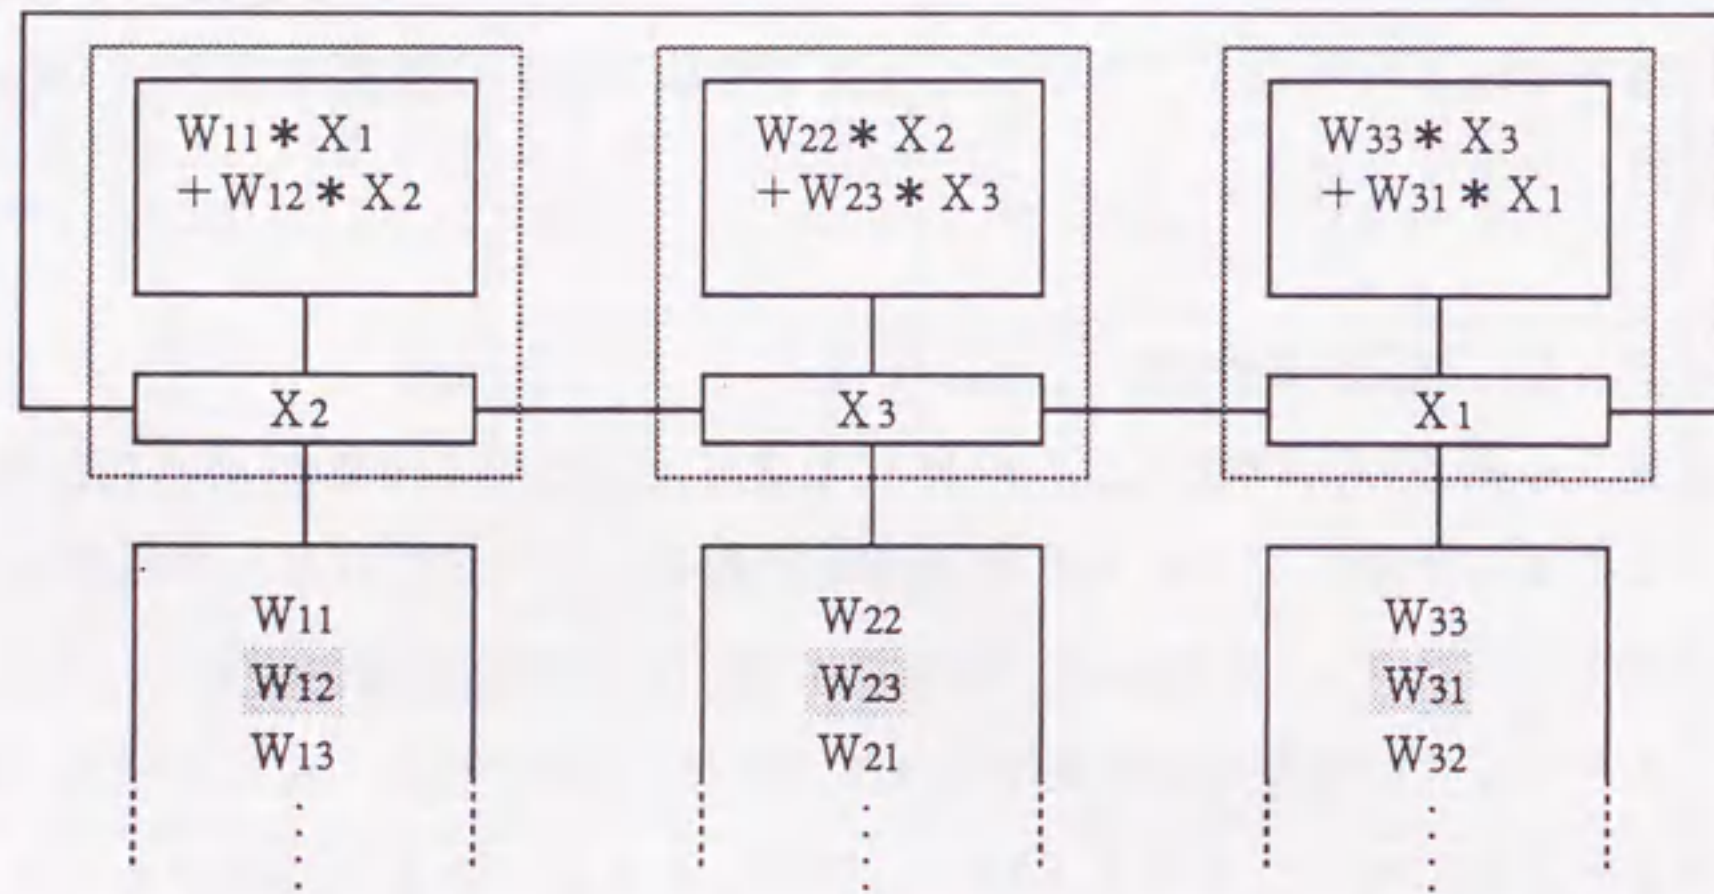 W11 * X1
+W12 * X2
W22 * X2
+W23 * X3
W33 * X3
+W31 * X1
X2
X3
X1
W11
W12
W13
W22
W23
W21
W33
W31
W32